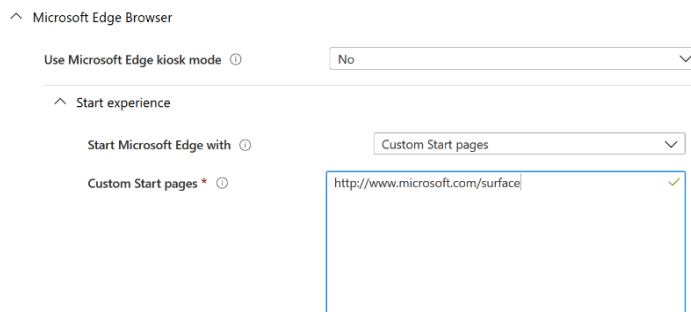 Microsoft Edge Browser
Use Microsoft Edge kiosk mode No
Start experience
Start Microsoft Edge with Custom Start pages
Custom Start pages * http://www.microsoft.com/surface